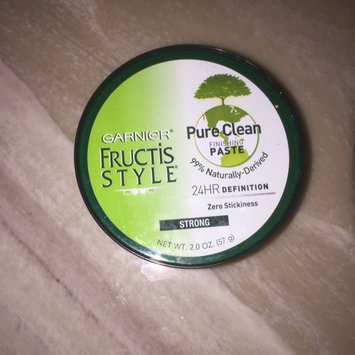 GARNIER®
FRUCTIS
STYLE
Pure Clean
FINISHING
PASTE
99% Naturally-Derived
24HR DEFINITION
Zero Stickiness
STRONG
NET WT. 2.0 OZ. (57 g)